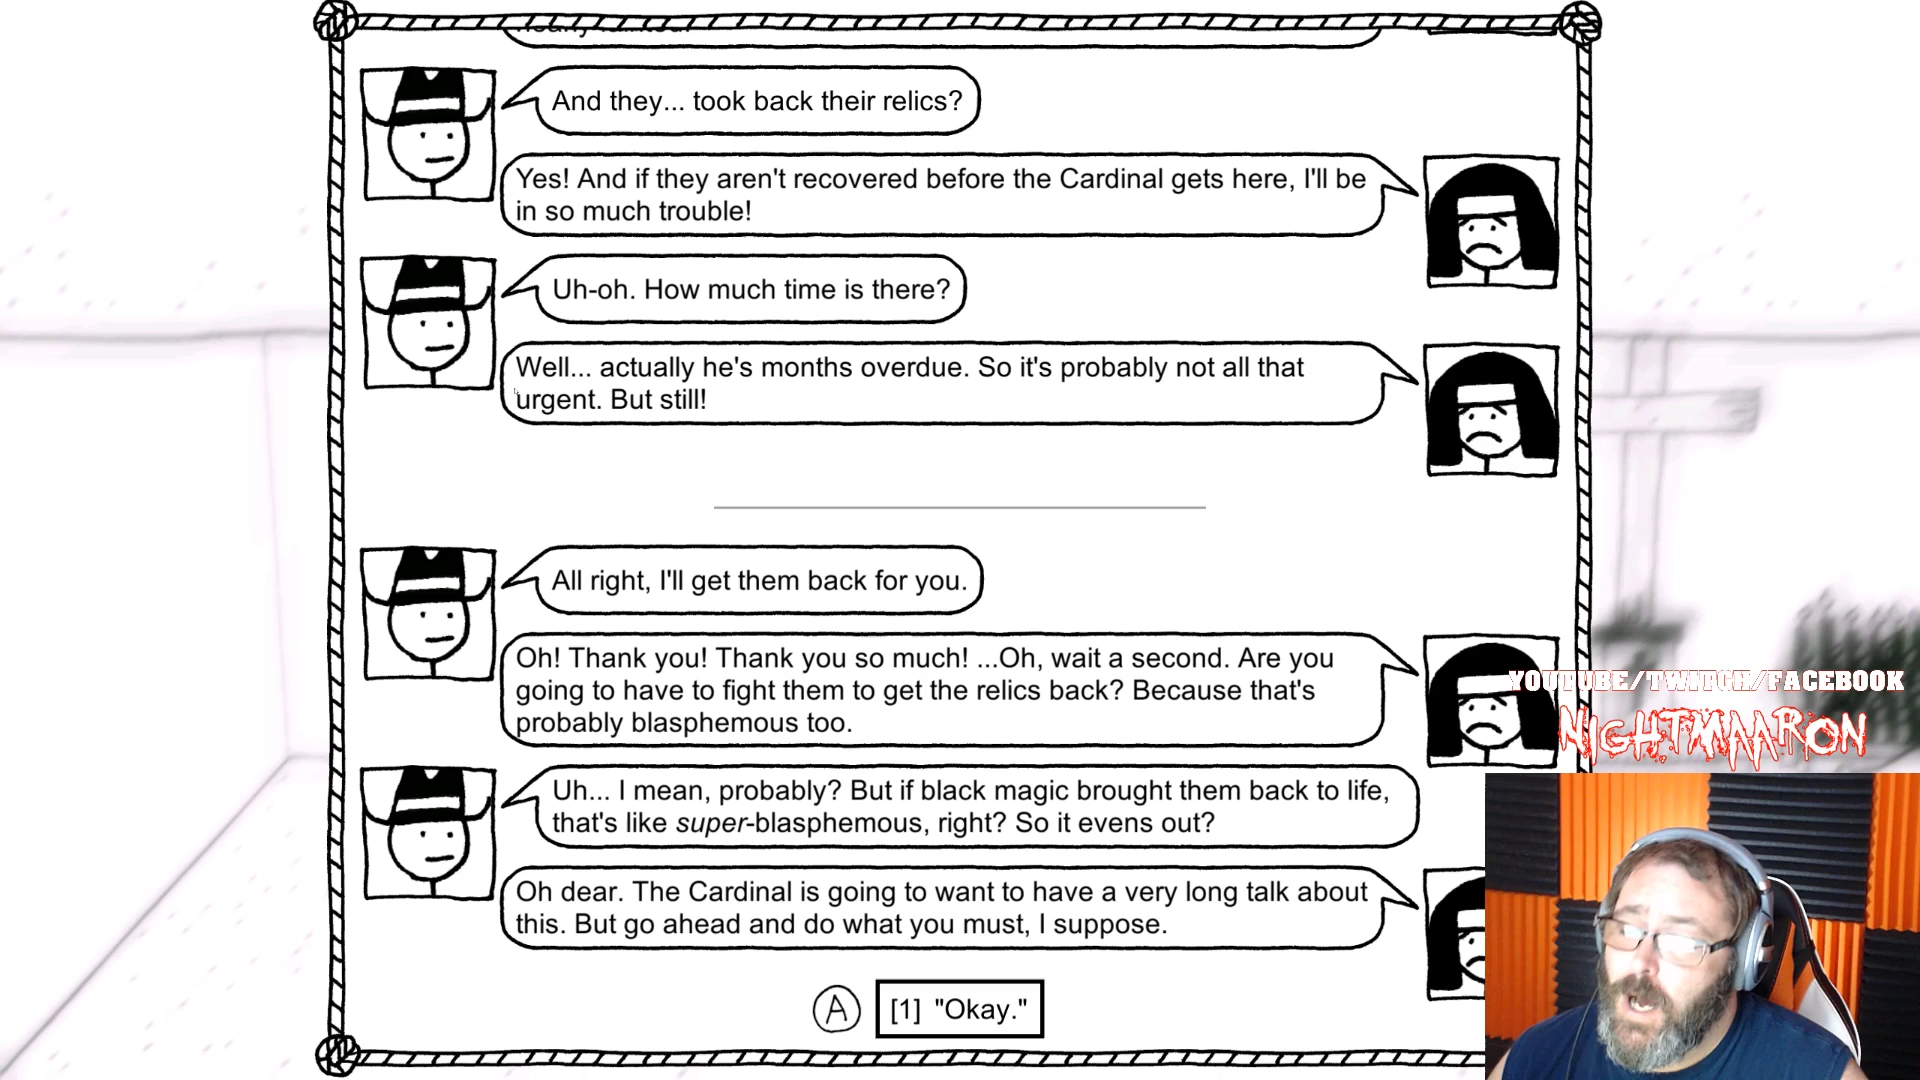 And they... took back their relics?
Yes! And if they aren't recovered before the Cardinal gets here, I'll be
in so much trouble!
Uh-oh. How much time is there?
Well... actually he's months overdue. So it's probably not all that
urgent. But still!
All right, I'll get them back for you.
Oh! Thank you! Thank you so much! ...Oh, wait a second. Are you
going to have to fight them to get the relics back? Because that's
probably blasphemous too.
YOUTUBE/TWITCH/FACEBOOK
NIGHTMAARON
Uh... I mean, probably? But if black magic brought them back to life,
that's like super-blasphemous, right? So it evens out?
Oh dear. The Cardinal is going to want to have a very long talk about
this. But go ahead and do what you must, I suppose.
A [1] "Okay."